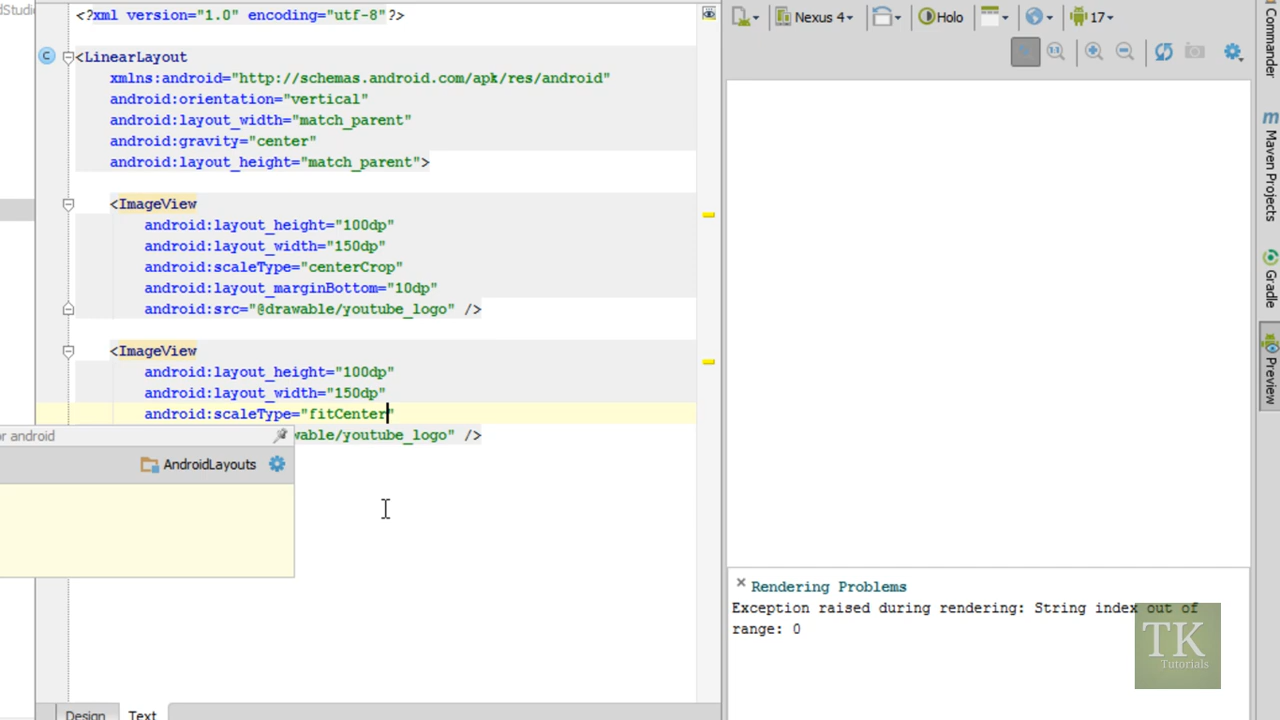 dStudi
<?xml version="1.0" encoding="utf-8"?>
C
<LinearLayout
xmlns:android="http://schemas.android.com/apk/res/android"
android:orientation="vertical"
android:layout_width="match_parent"
android:gravity="center"
android:layout_height="match_parent">
<ImageView
android:layout_height="100dp"
android:layout_width="150dp"
android:scaleType="centerCrop"
android:layout_marginBottom="10dp"
android:src="@drawable/youtube_logo" />
<ImageView
android:layout_height="100dp"
android:layout_width="150dp"
android:scaleType="fitCenter"
wable/youtube_logo" />
or android
AndroidLayouts
Design Text
Nexus 4 Holo 17
1:1
Rendering Problems
Exception raised during rendering: String index out of
range: 0
TK
Tutorials
Commander
m Maven Projects
Gradle
Preview